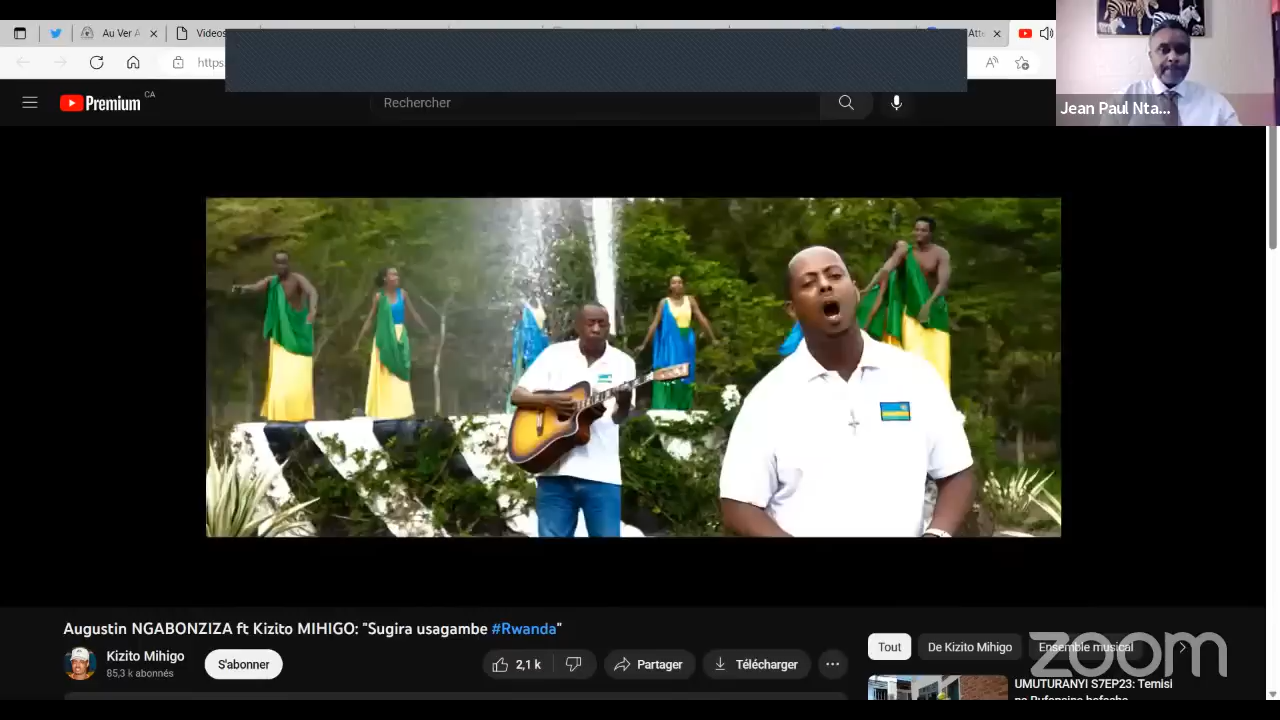 Au Ver
Videos
Atte
https
Premium CA
Rechercher
Jean Paul Nta...
Augustin NGABONZIZA ft Kizito MIHIGO: "Sugira usagambe #Rwanda"
Kizito Mihigo
85,3 k abonnés
S'abonner
2,1 k
Partager
Télécharger
Tout
De Kizito Mihigo
Ensemble musical
zoom
UMUTURANYI S7EP23: Temisi